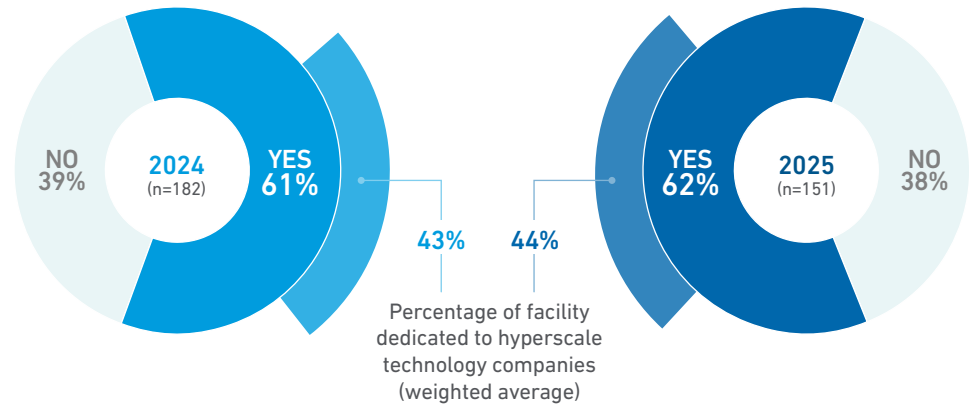 NO
39%
2024
(n=182)
YES
61%
43%
44%
YES
62%
2025
(n=151)
NO
38%
Percentage of facility
dedicated to hyperscale
technology companies
(weighted average)